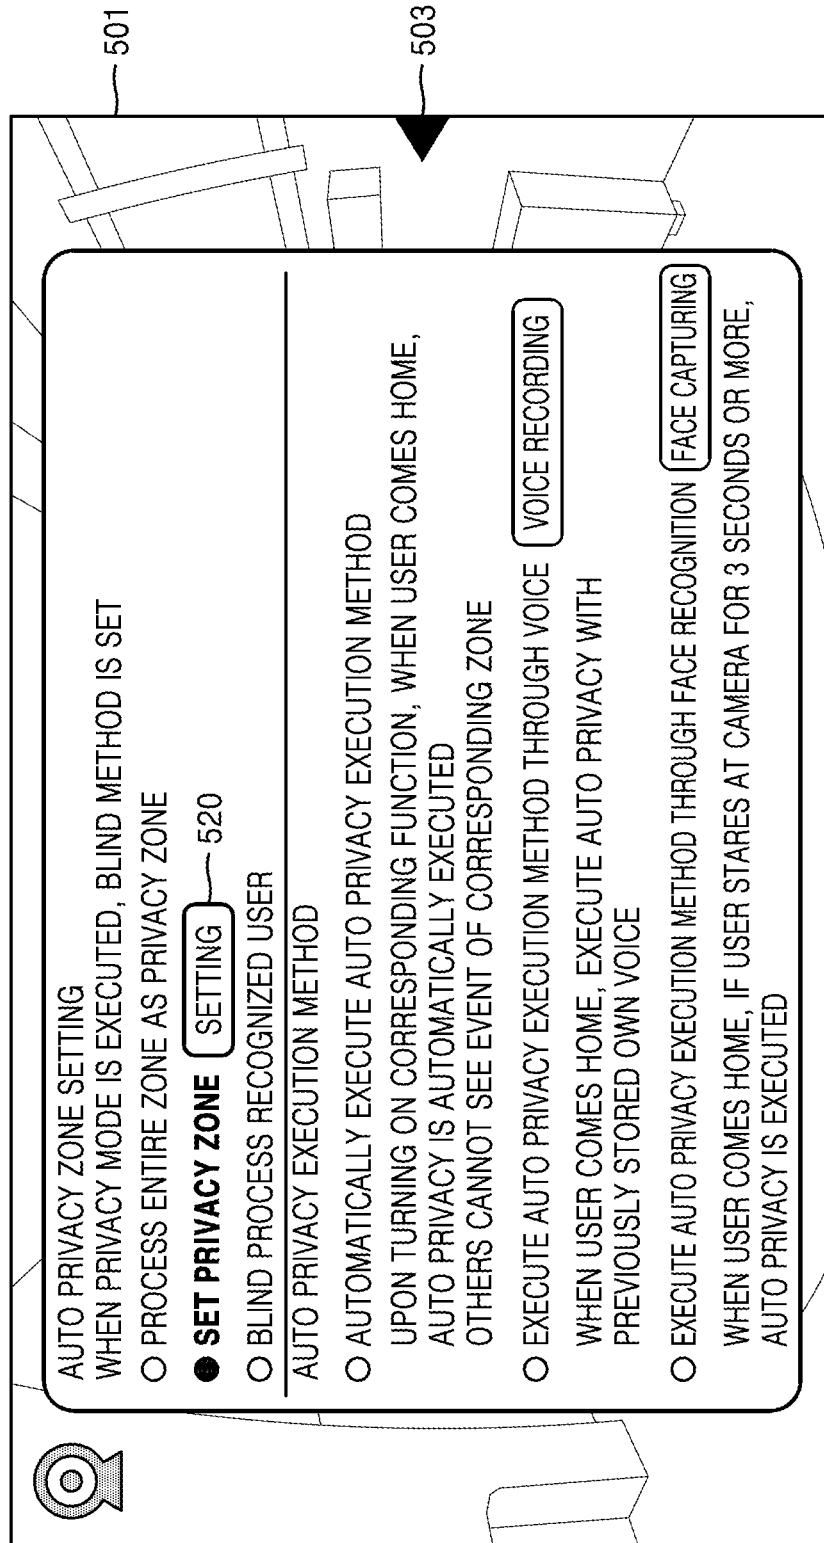 501
503
AUTO PRIVACY ZONE SETTING
WHEN PRIVACY MODE IS EXECUTED, BLIND METHOD IS SET
PROCESS ENTIRE ZONE AS PRIVACY ZONE
SET PRIVACY ZONE SETTING 520
BLIND PROCESS RECOGNIZED USER
AUTO PRIVACY EXECUTION METHOD
AUTOMATICALLY EXECUTE AUTO PRIVACY EXECUTION METHOD
UPON TURNING ON CORRESPONDING FUNCTION, WHEN USER COMES HOME,
AUTO PRIVACY IS AUTOMATICALLY EXECUTED
OTHERS CANNOT SEE EVENT OF CORRESPONDING ZONE
EXECUTE AUTO PRIVACY EXECUTION METHOD THROUGH VOICE VOICE RECORDING
WHEN USER COMES HOME, EXECUTE AUTO PRIVACY WITH
PREVIOUSLY STORED OWN VOICE
EXECUTE AUTO PRIVACY EXECUTION METHOD THROUGH FACE RECOGNITION FACE CAPTURING
WHEN USER COMES HOME, IF USER STARES AT CAMERA FOR 3 SECONDS OR MORE,
AUTO PRIVACY IS EXECUTED